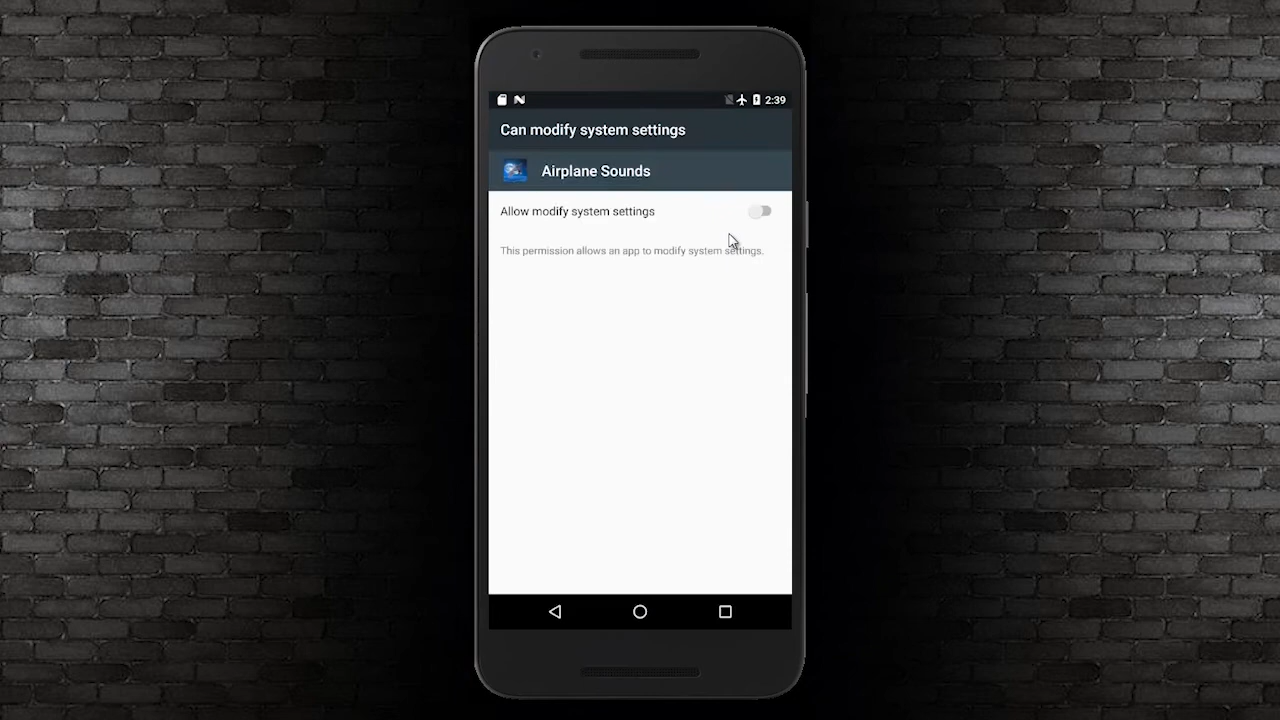 2:39
Can modify system settings
Airplane Sounds
Allow modify system settings
This permission allows an app to modify system settings.